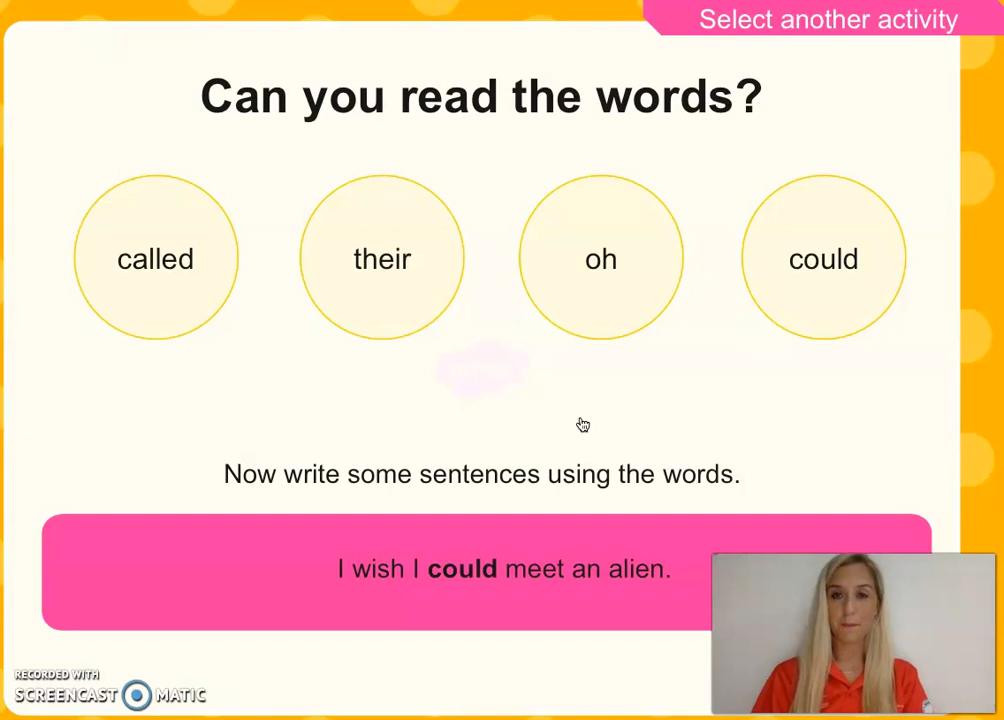 Select another activity
Can you read the words?
called their oh could
Now write some sentences using the words.
I wish I could meet an alien.
RECORDED WITH
SCREENCAST MATIC